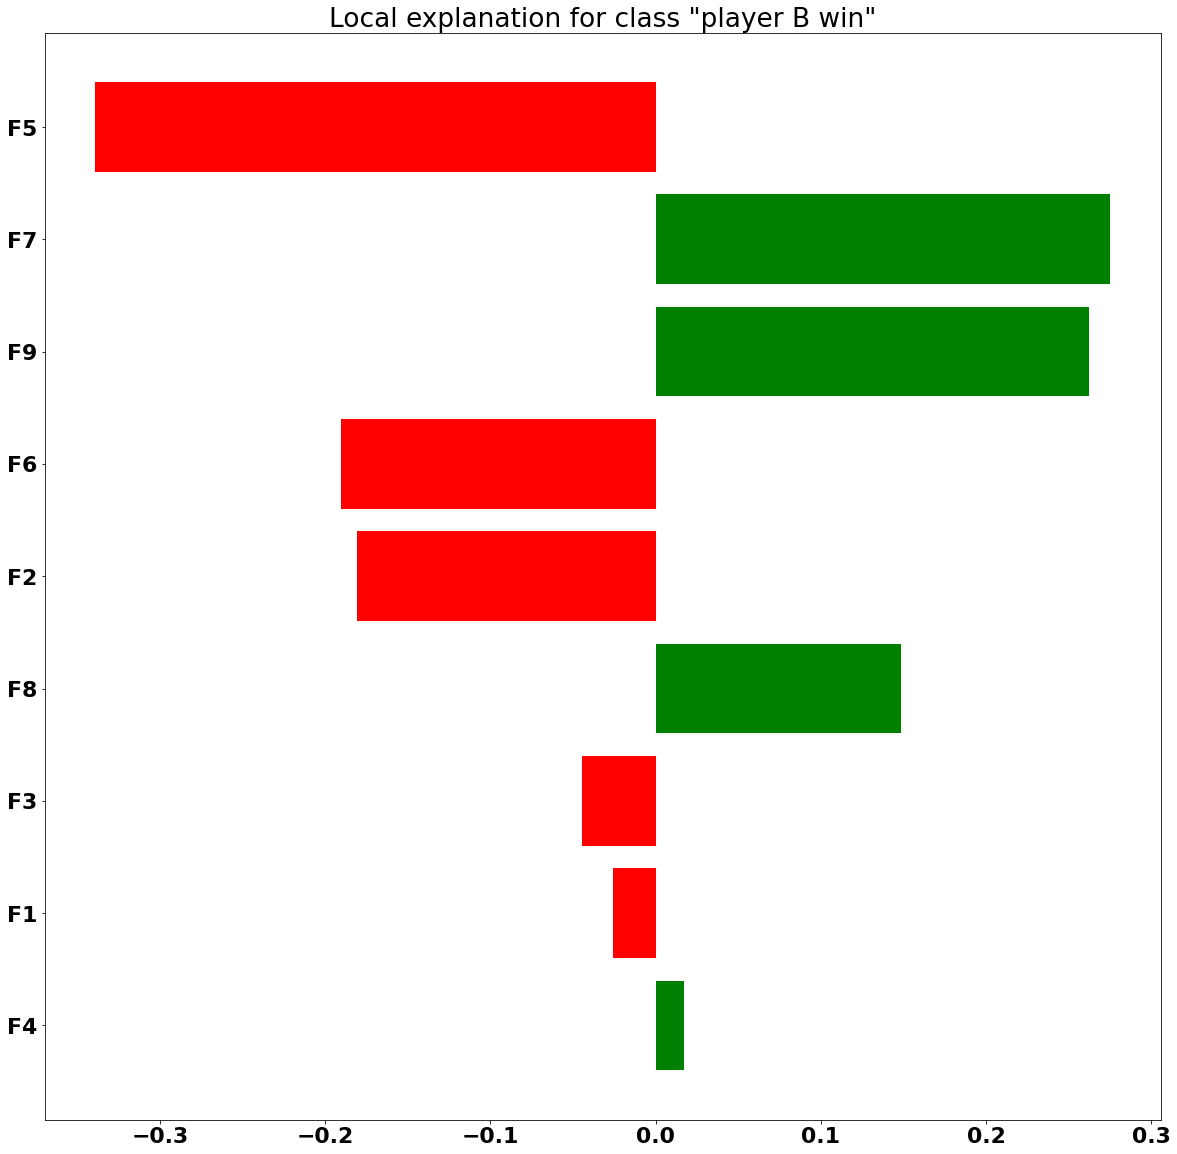 Local explanation for class "player B win"
F5
F7
F9
F6
F2
F8
F3
F1
F4
−0.3 −0.2 −0.1 0.0 0.1 0.2 0.3